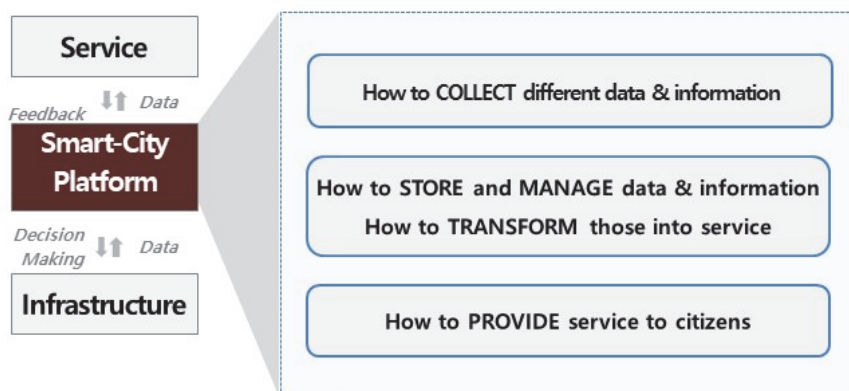 Service
Feedback
Data
Smart-City
Platform
Decision
Making
Data
Infrastructure
How to COLLECT different data & information
How to STORE and MANAGE data & information
How to TRANSFORM those into service
How to PROVIDE service to citizens